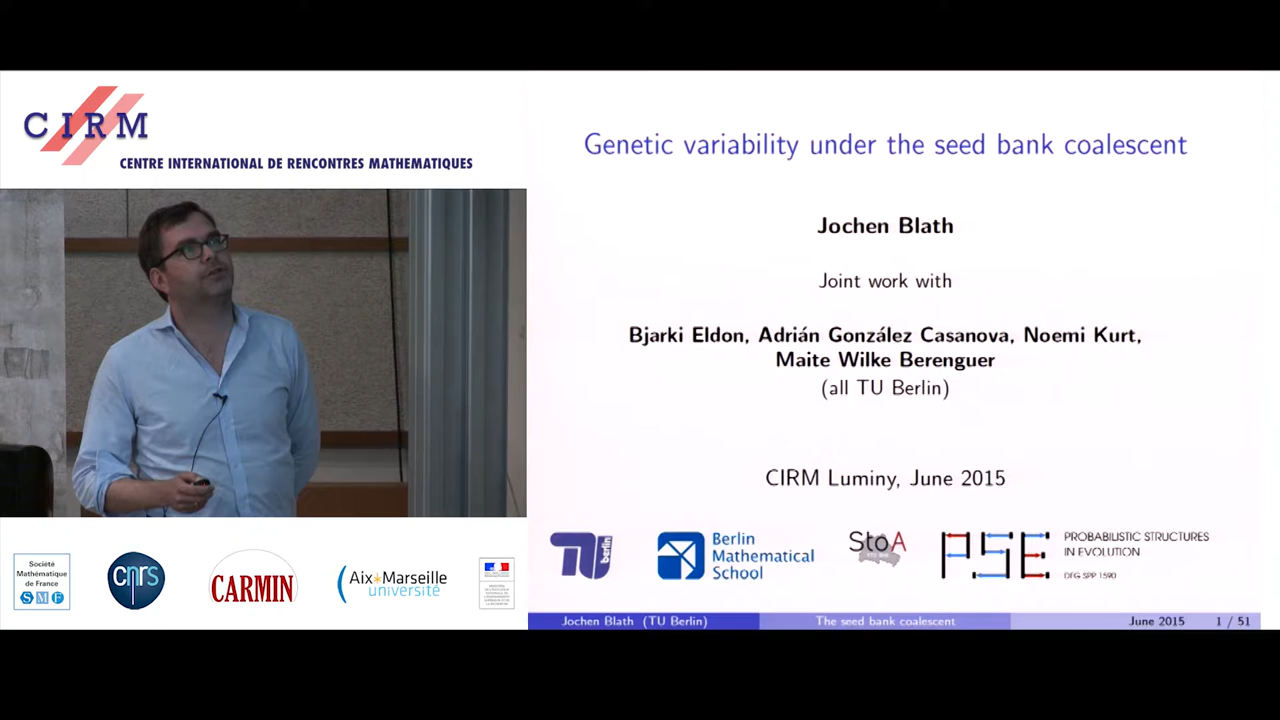 CIRM
CENTRE INTERNATIONAL DE RENCONTRES MATHEMATIQUES
Genetic variability under the seed bank coalescent
Jochen Blath
Joint work with
Bjarki Eldon, Adrián González Casanova, Noemi Kurt,
Maite Wilke Berenguer
(all TU Berlin)
CIRM Luminy, June 2015
Société
Mathématique
de France
SMF
cnrs
CARMIN
Aix*Marseille
université
TU berlin
Berlin
Mathematical
School
StoA
PSE
PROBABILISTIC STRUCTURES
IN EVOLUTION
DFG SPP 1590
Jochen Blath (TU Berlin)
The seed bank coalescent
June 2015
1 / 51